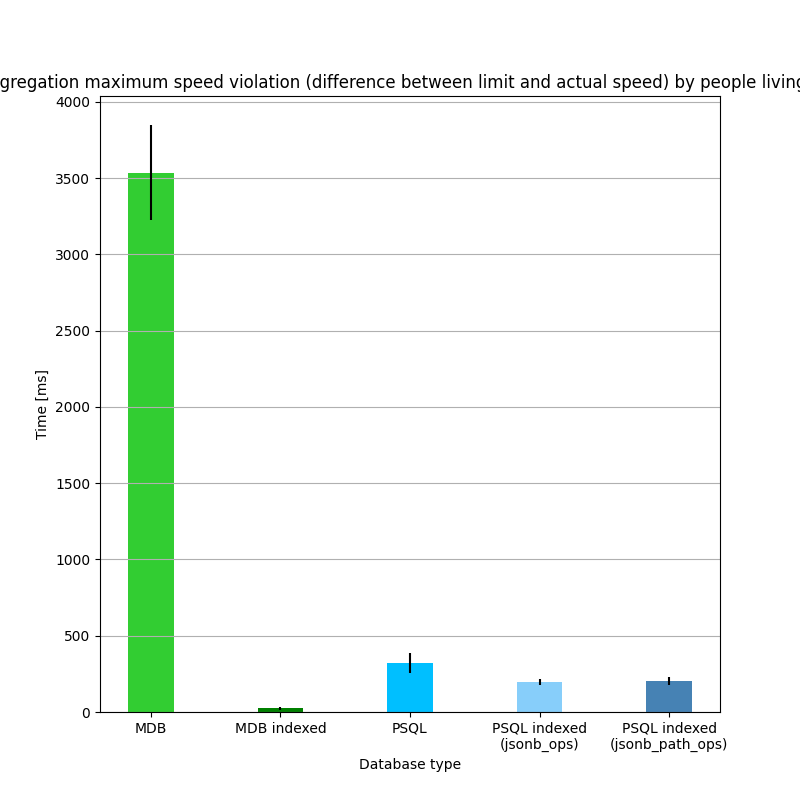 gregation maximum speed violation (difference between limit and actual speed) by people living
4000
3500
3000
2500
2000
1500
1000
500
0
Time [ms]
MDB
MDB indexed
PSQL
PSQL indexed
(jsonb_ops)
PSQL indexed
(jsonb_path_ops)
Database type